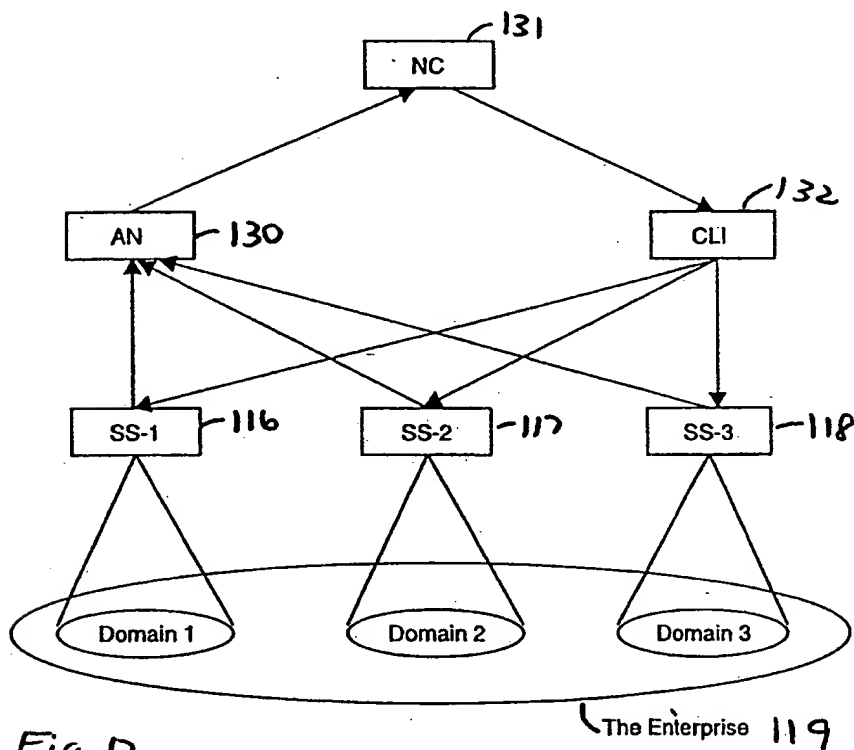 131
NC
132
AN 130
CLI
SS-1 116
SS-2 117
SS-3 118
Domain 1
Domain 2
Domain 3
The Enterprise 119